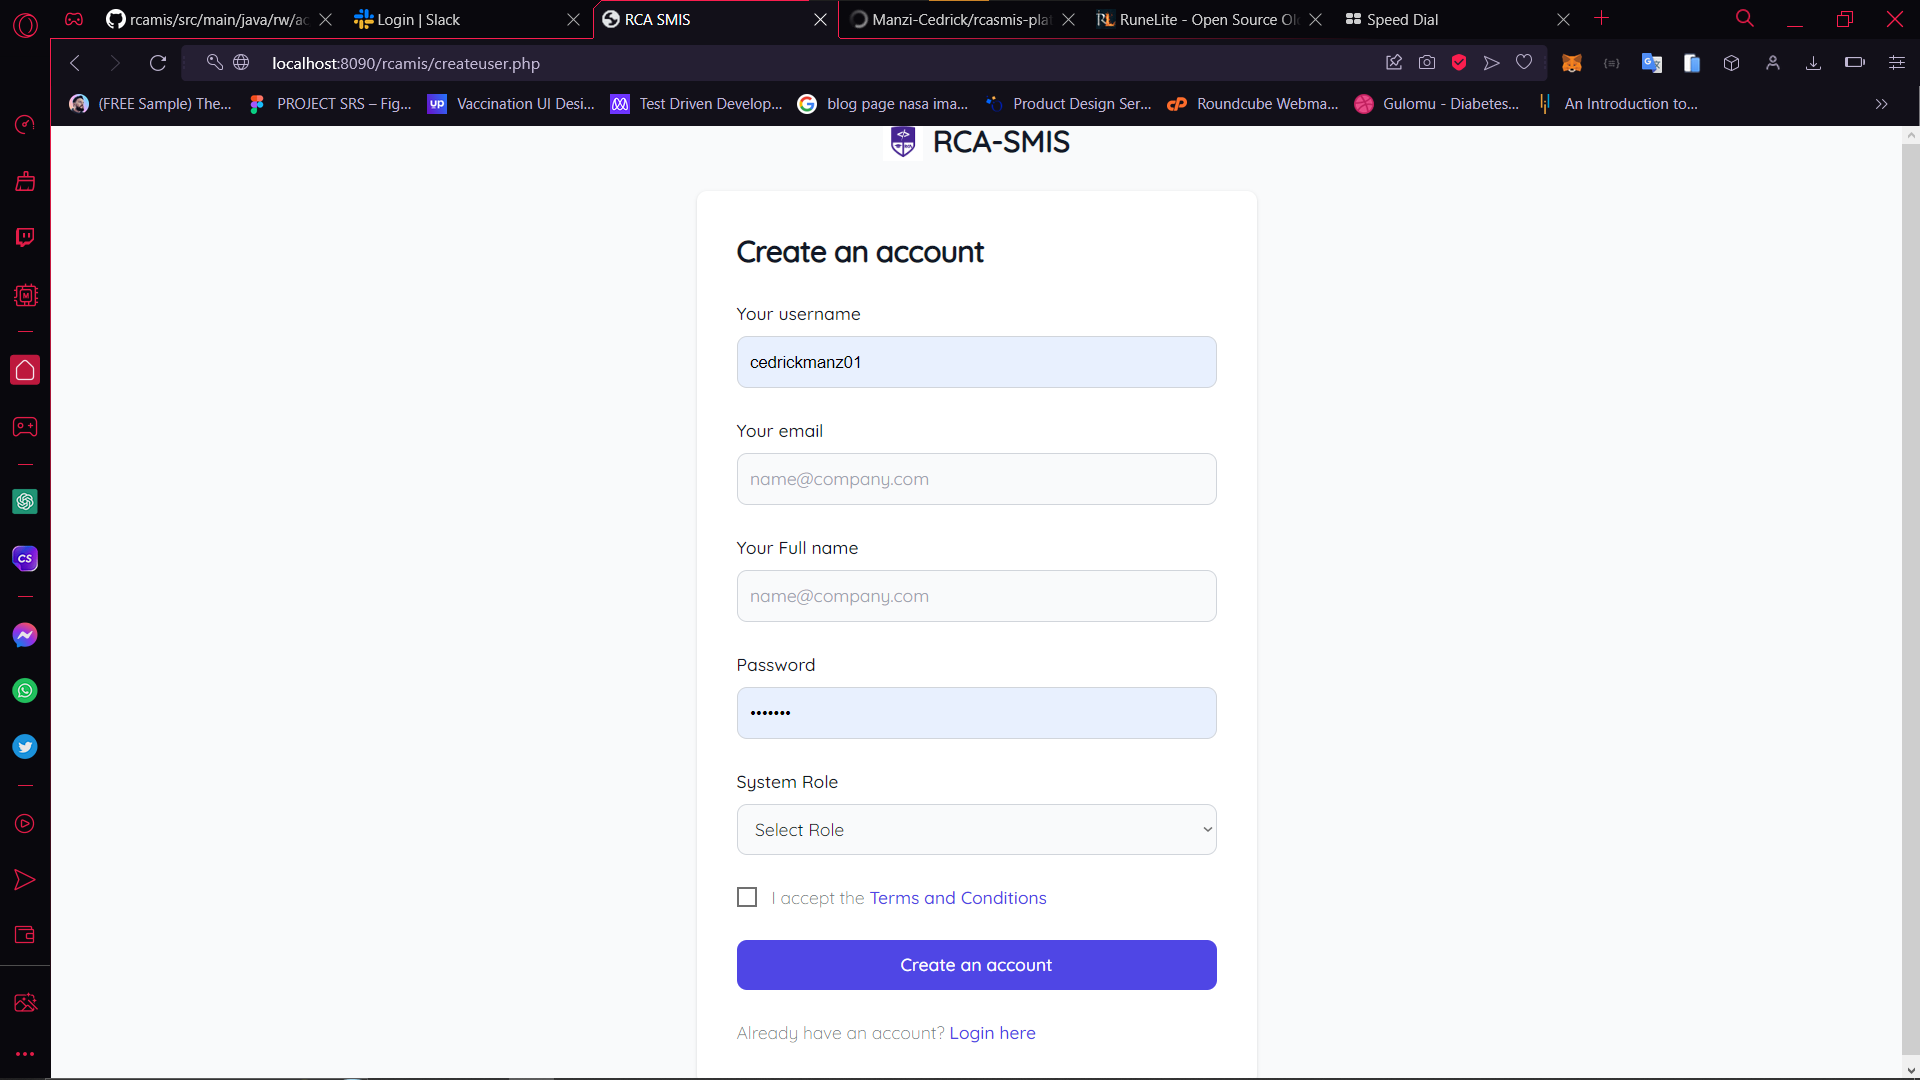 rcamis/src/main/java/rw/ac
Login | Slack
RCA SMIS
Manzi-Cedrick/rcasmis-plat
RuneLite - Open Source Ol
Speed Dial
localhost:8090/rcamis/createuser.php
(FREE Sample) The...
PROJECT SRS – Fig...
up
Vaccination UI Desi...
Test Driven Develop...
blog page nasa ima...
Product Design Ser...
cP
Roundcube Webma...
Gulomu - Diabetes...
An Introduction to...
RCA-SMIS
Create an account
Your username
cedrickmanz01
Your email
name@company.com
Your Full name
name@company.com
Password
•••••••
System Role
Select Role
I accept the Terms and Conditions
Create an account
Already have an account? Login here
CS